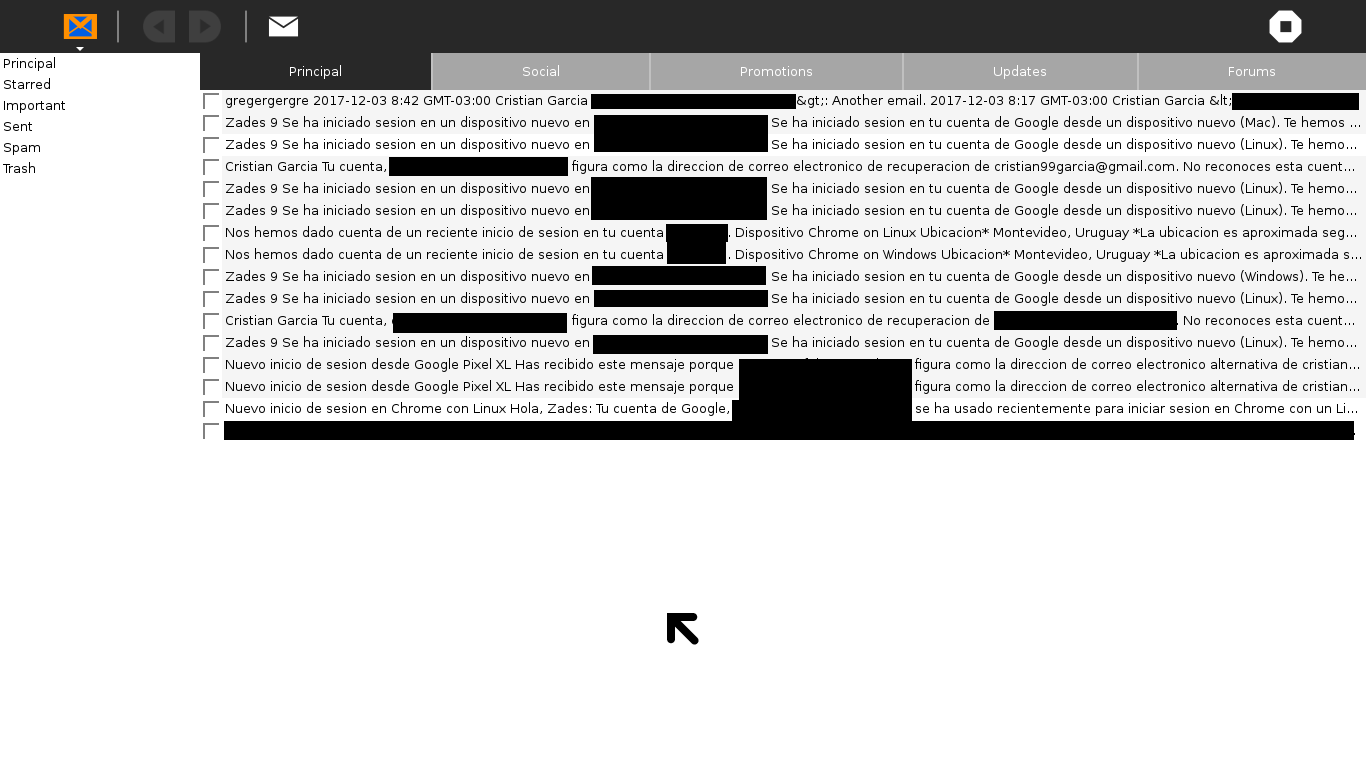 Principal
Starred
Important
Sent
Spam
Trash
Principal Social Promotions Updates Forums
gregergergre 2017-12-03 8:42 GMT-03:00 Cristian Garcia &gt;: Another email. 2017-12-03 8:17 GMT-03:00 Cristian Garcia &lt;
Zades 9 Se ha iniciado sesion en un dispositivo nuevo en Se ha iniciado sesion en tu cuenta de Google desde un dispositivo nuevo (Mac). Te hemos ...
Zades 9 Se ha iniciado sesion en un dispositivo nuevo en Se ha iniciado sesion en tu cuenta de Google desde un dispositivo nuevo (Linux). Te hemo...
Cristian Garcia Tu cuenta, figura como la direccion de correo electronico de recuperacion de cristian99garcia@gmail.com. No reconoces esta cuent...
Zades 9 Se ha iniciado sesion en un dispositivo nuevo en Se ha iniciado sesion en tu cuenta de Google desde un dispositivo nuevo (Linux). Te hemo...
Zades 9 Se ha iniciado sesion en un dispositivo nuevo en Se ha iniciado sesion en tu cuenta de Google desde un dispositivo nuevo (Linux). Te hemo...
Nos hemos dado cuenta de un reciente inicio de sesion en tu cuenta . Dispositivo Chrome on Linux Ubicacion* Montevideo, Uruguay *La ubicacion es aproximada seg...
Nos hemos dado cuenta de un reciente inicio de sesion en tu cuenta . Dispositivo Chrome on Windows Ubicacion* Montevideo, Uruguay *La ubicacion es aproximada s...
Zades 9 Se ha iniciado sesion en un dispositivo nuevo en Se ha iniciado sesion en tu cuenta de Google desde un dispositivo nuevo (Windows). Te he...
Zades 9 Se ha iniciado sesion en un dispositivo nuevo en Se ha iniciado sesion en tu cuenta de Google desde un dispositivo nuevo (Linux). Te hemo...
Cristian Garcia Tu cuenta, figura como la direccion de correo electronico de recuperacion de . No reconoces esta cuent...
Zades 9 Se ha iniciado sesion en un dispositivo nuevo en Se ha iniciado sesion en tu cuenta de Google desde un dispositivo nuevo (Linux). Te hemo...
Nuevo inicio de sesion desde Google Pixel XL Has recibido este mensaje porque figura como la direccion de correo electronico alternativa de cristian...
Nuevo inicio de sesion desde Google Pixel XL Has recibido este mensaje porque figura como la direccion de correo electronico alternativa de cristian...
Nuevo inicio de sesion en Chrome con Linux Hola, Zades: Tu cuenta de Google, se ha usado recientemente para iniciar sesion en Chrome con un Li...